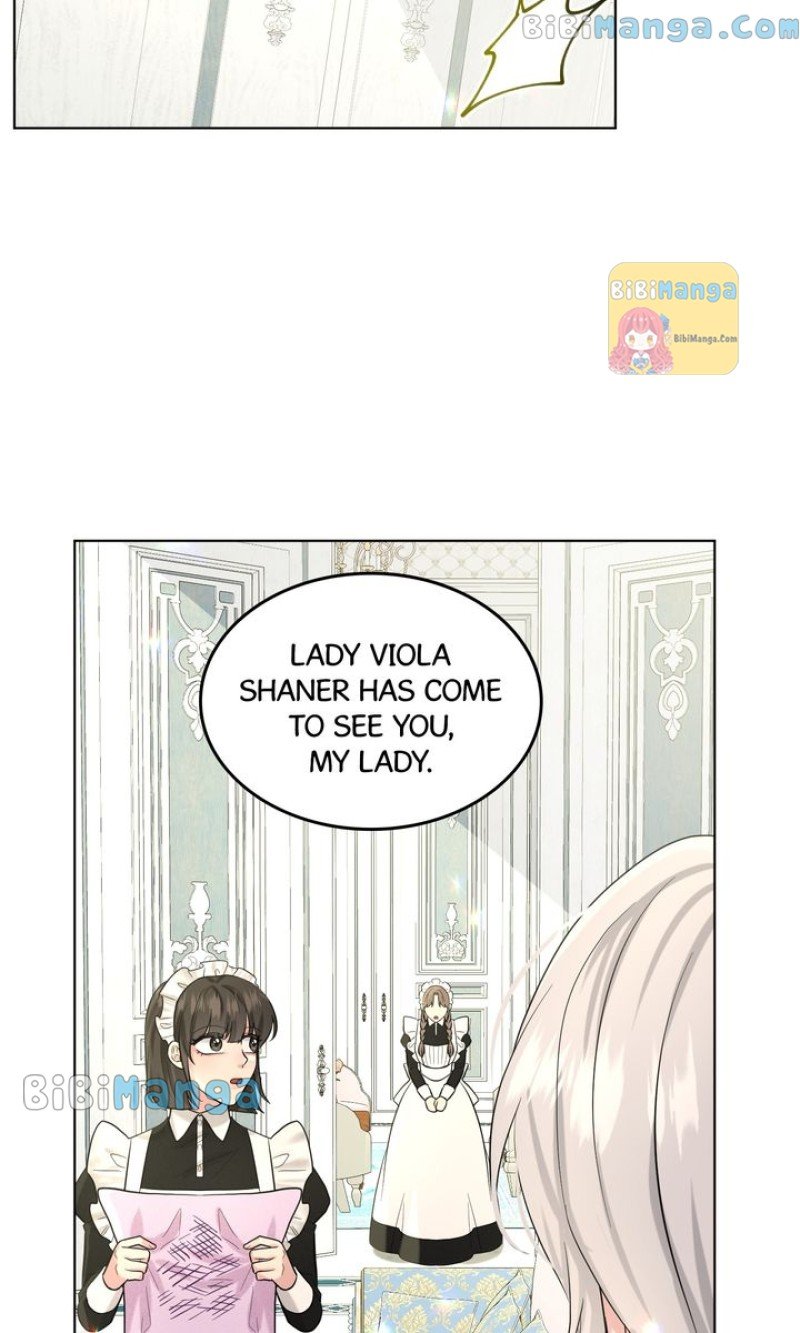 BiBiManga.Com
BiBiManga
BibiManga.Com
LADY VIOLA
SHANER HAS COME
TO SEE YOU,
MY LADY.
BiBiManga